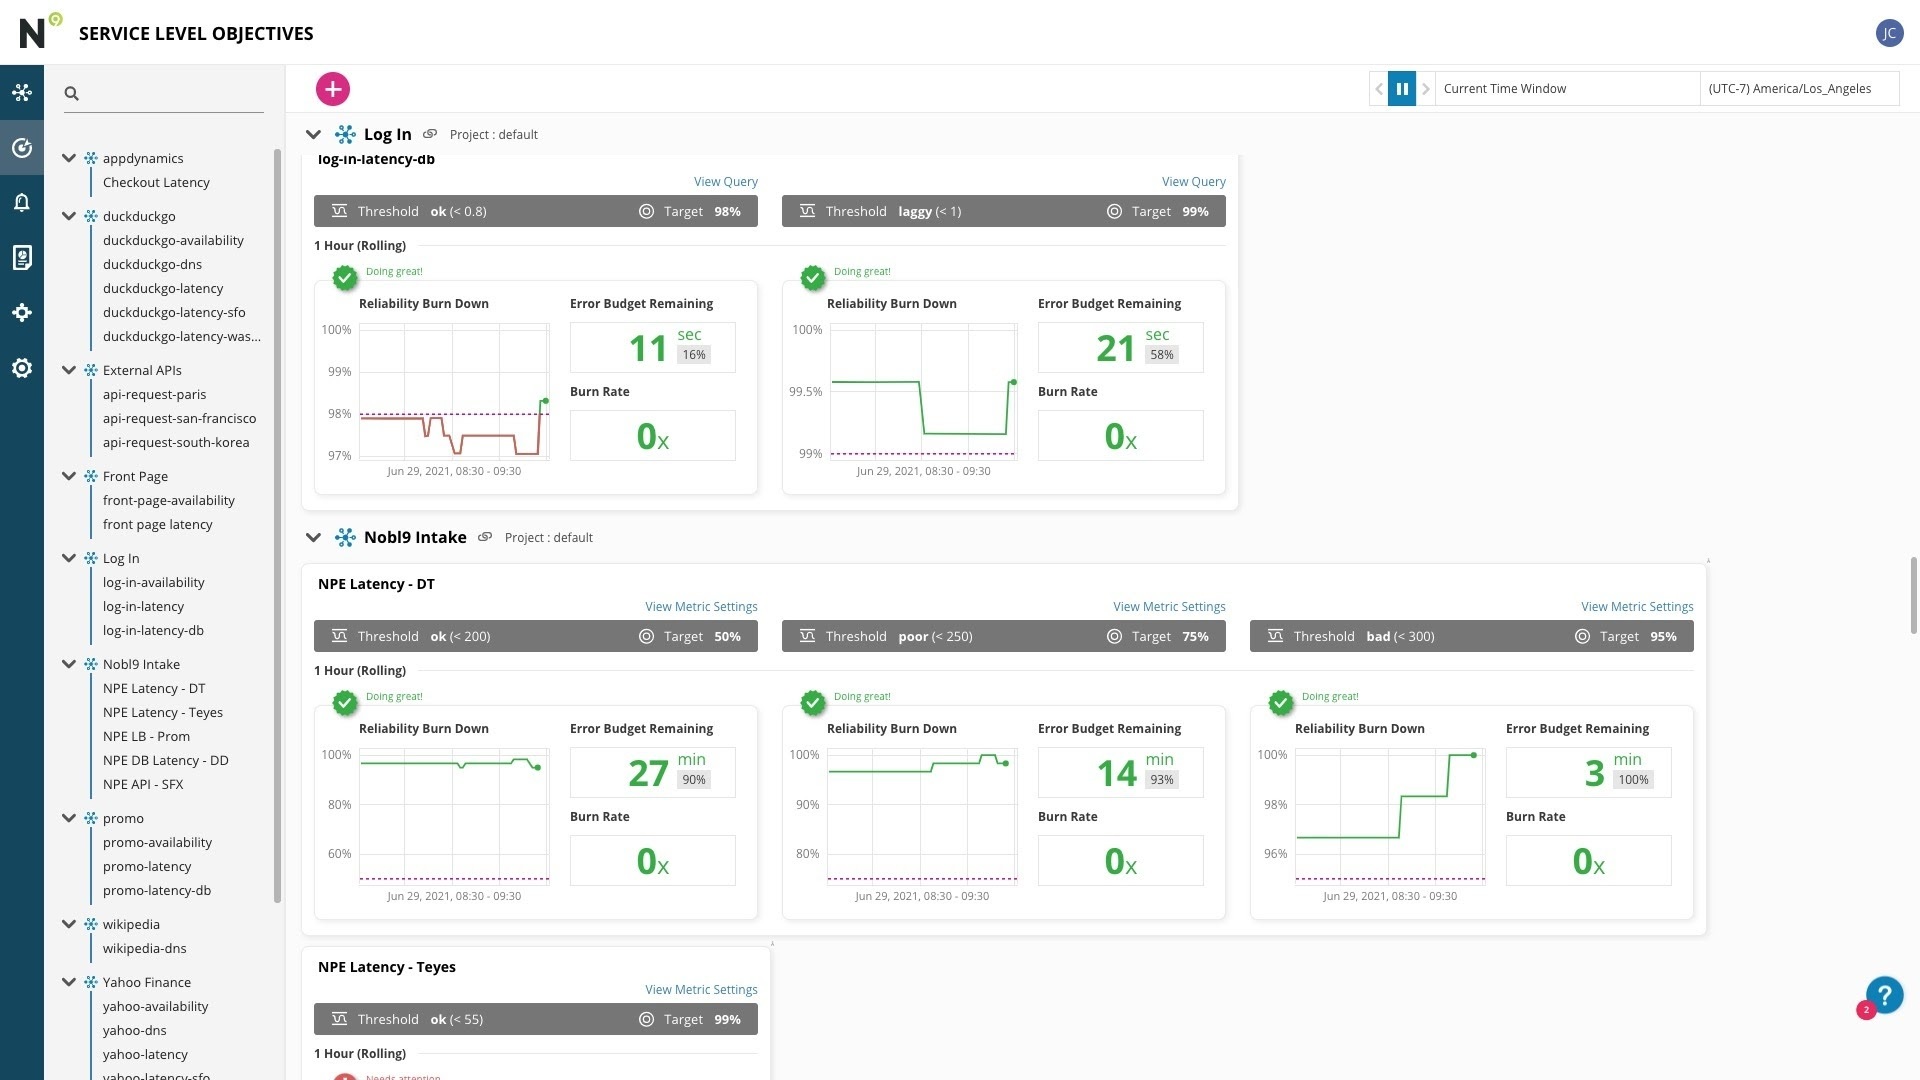 N
SERVICE LEVEL OBJECTIVES
JC
Current Time Window
(UTC-7) America/Los_Angeles
appdynamics
Checkout Latency
duckduckgo
duckduckgo-availability
duckduckgo-dns
duckduckgo-latency
duckduckgo-latency-sfo
duckduckgo-latency-was...
External APIs
api-request-paris
api-request-san-francisco
api-request-south-korea
Front Page
front-page-availability
front page latency
Log In
log-in-availability
log-in-latency
log-in-latency-db
Nobl9 Intake
NPE Latency - DT
NPE Latency - Teyes
NPE LB - Prom
NPE DB Latency - DD
NPE API - SFX
promo
promo-availability
promo-latency
promo-latency-db
wikipedia
wikipedia-dns
Yahoo Finance
yahoo-availability
yahoo-dns
yahoo-latency
yahoo-latency-sfo
Log In Project : default
log-in-latency-db
View Query View Query
Threshold ok (< 0.8) Target 98% Threshold laggy (< 1) Target 99%
1 Hour (Rolling)
Doing great!
Reliability Burn Down Error Budget Remaining
100%
99%
98%
97%
Jun 29, 2021, 08:30 - 09:30
11 sec
16%
Burn Rate
0x
Doing great!
Reliability Burn Down Error Budget Remaining
100%
99.5%
99%
Jun 29, 2021, 08:30 - 09:30
21 sec
58%
Burn Rate
0x
Nobl9 Intake Project : default
NPE Latency - DT
View Metric Settings View Metric Settings View Metric Settings
Threshold ok (< 200) Target 50% Threshold poor (< 250) Target 75% Threshold bad (< 300) Target 95%
1 Hour (Rolling)
Doing great!
Reliability Burn Down Error Budget Remaining
100%
80%
60%
Jun 29, 2021, 08:30 - 09:30
27 min
90%
Burn Rate
0x
Doing great!
Reliability Burn Down Error Budget Remaining
100%
90%
80%
Jun 29, 2021, 08:30 - 09:30
14 min
93%
Burn Rate
0x
Doing great!
Reliability Burn Down Error Budget Remaining
100%
98%
96%
Jun 29, 2021, 08:30 - 09:30
3 min
100%
Burn Rate
0x
NPE Latency - Teyes
View Metric Settings
Threshold ok (< 55) Target 99%
1 Hour (Rolling)
Needs attention
?
2